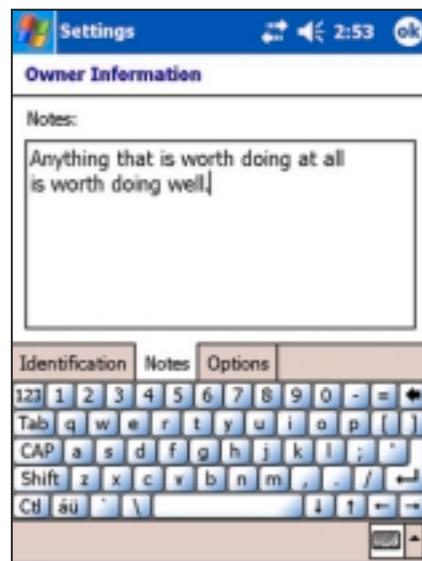 Settings 2:53 ok
Owner Information
Notes:
Anything that is worth doing at all
is worth doing well.
Identification Notes Options
123 1 2 3 4 5 6 7 8 9 0 - =
Tab q w e r t y u i o p [ ]
CAP a s d f g h j k l ; '
Shift z x c v b n m , . /
Ctl áü ` \